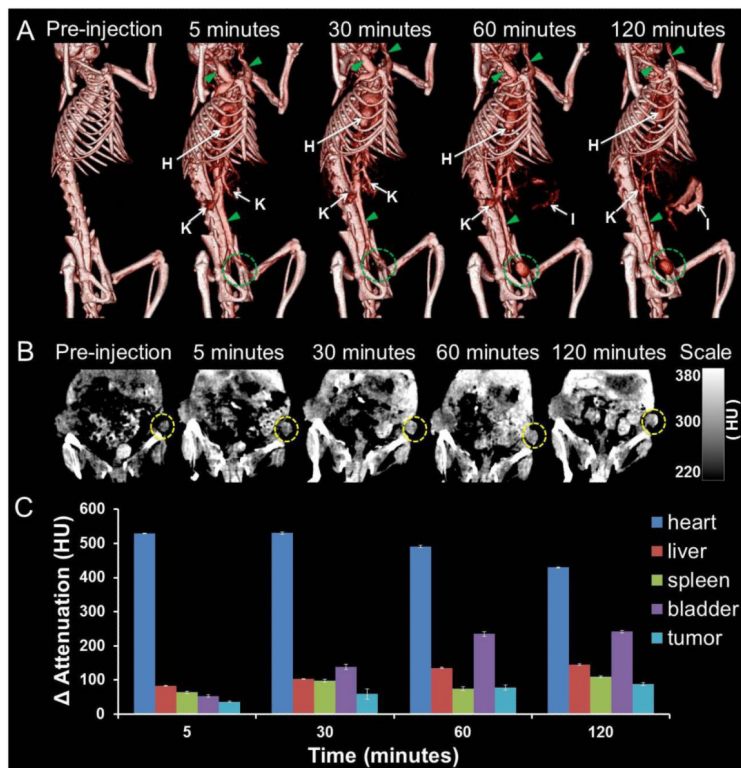 A
Pre-injection 5 minutes 30 minutes 60 minutes 120 minutes
H H H H
K K K K K K
I I
B
Pre-injection 5 minutes 30 minutes 60 minutes 120 minutes Scale
380
300
220
(HU)
C
Δ Attenuation (HU)
600
500
400
300
200
100
0
heart
liver
spleen
bladder
tumor
5 30 60 120
Time (minutes)